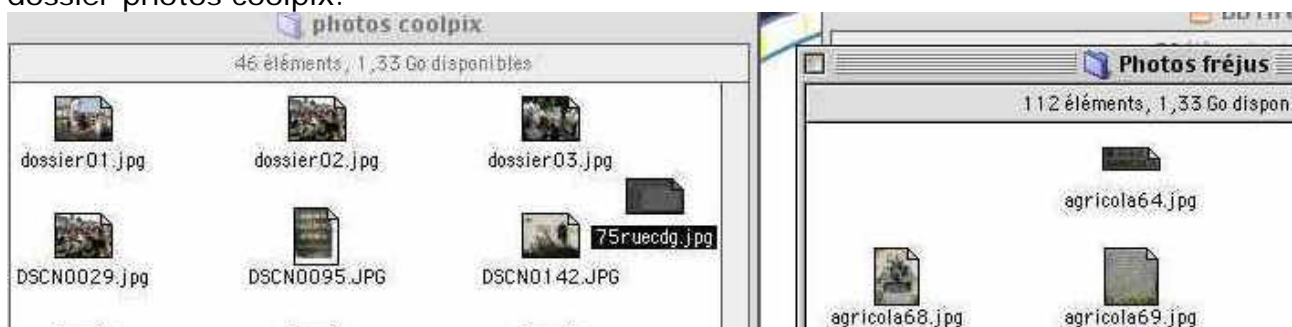 dossier photos coolpix.
photos coolpix
46 éléments, 1,33 Go disponibles
dossier01.jpg
dossier02.jpg
dossier03.jpg
75ruecdg.jpg
DSCN0029.jpg
DSCN0095.JPG
DSCN0142.JPG
Photos fréjus
112 éléments, 1,33 Go dispon
agricola64.jpg
agricola68.jpg
agricola69.jpg